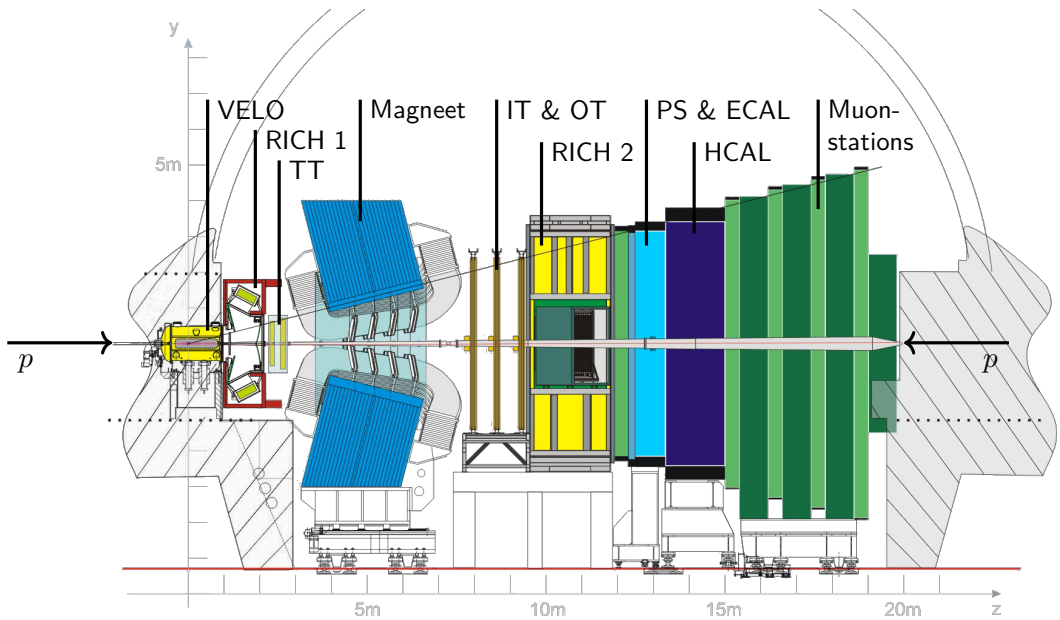 y
VELO
Magneet
IT & OT
PS & ECAL
Muon-
stations
RICH 1
RICH 2
HCAL
TT
5m
p
p
5m
10m
15m
20m
z